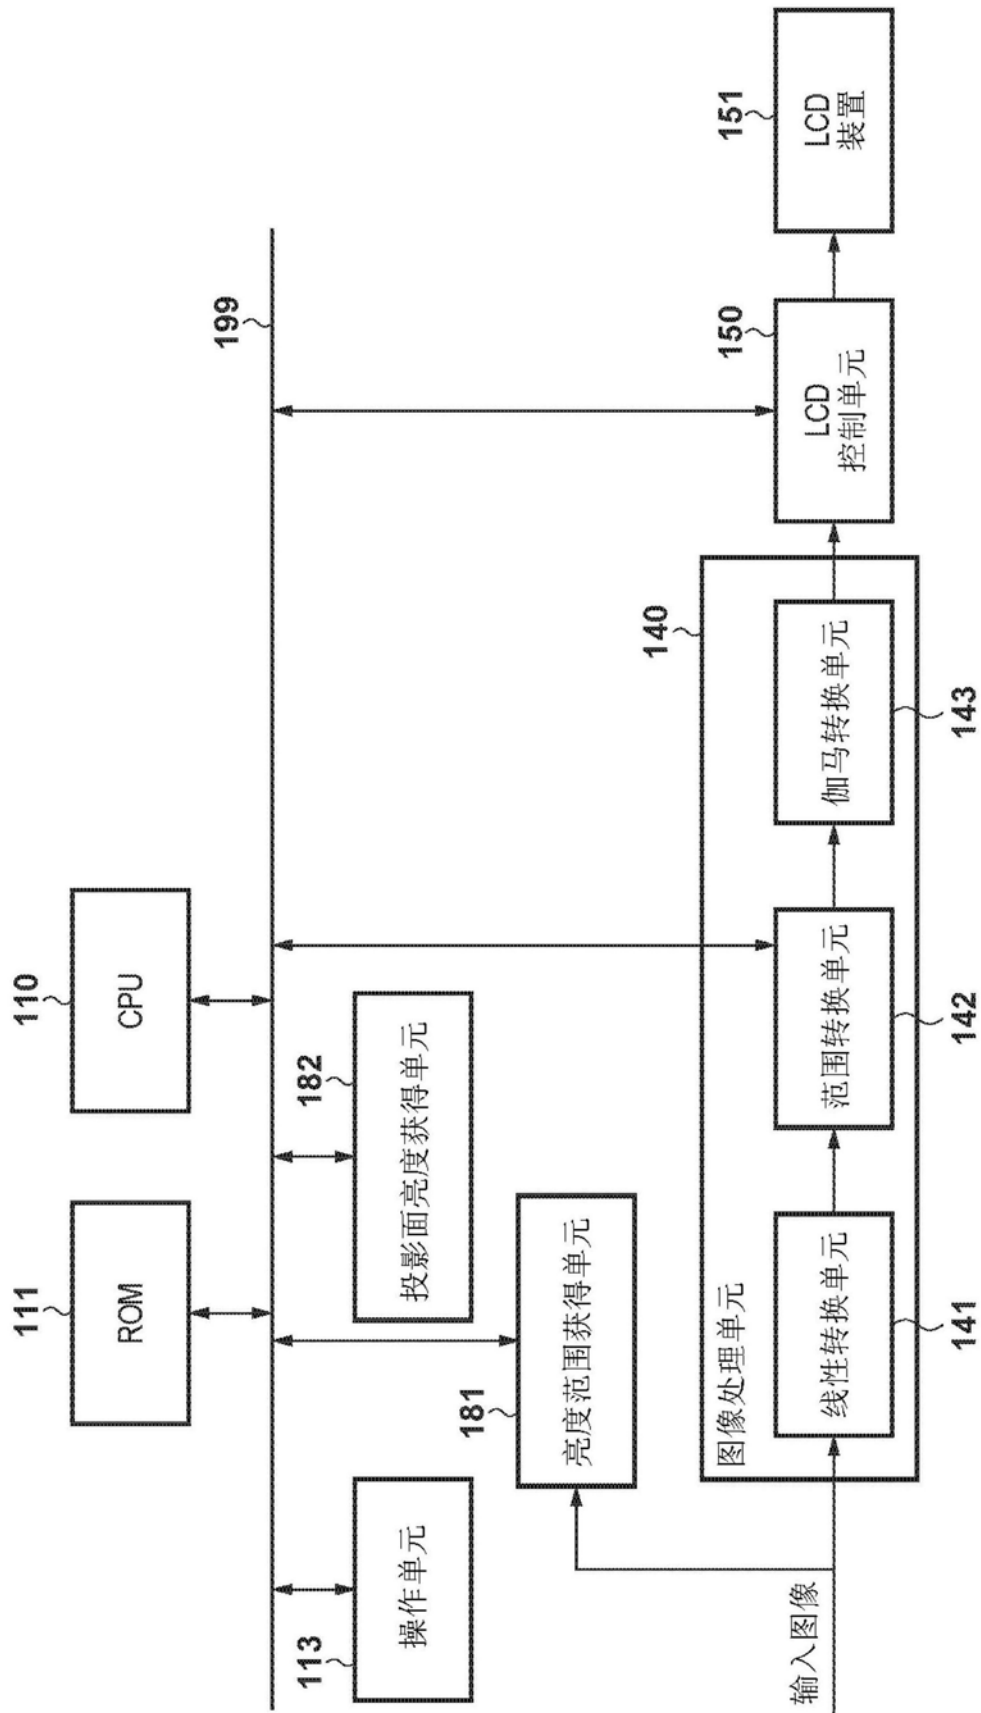 111
ROM
110
CPU
199
113
操作单元
182
投影面亮度获得单元
181
亮度范围获得单元
输入图像
140
图像处理单元
线性转换单元
141
范围转换单元
142
伽马转换单元
143
150
LCD
控制单元
151
LCD
装置